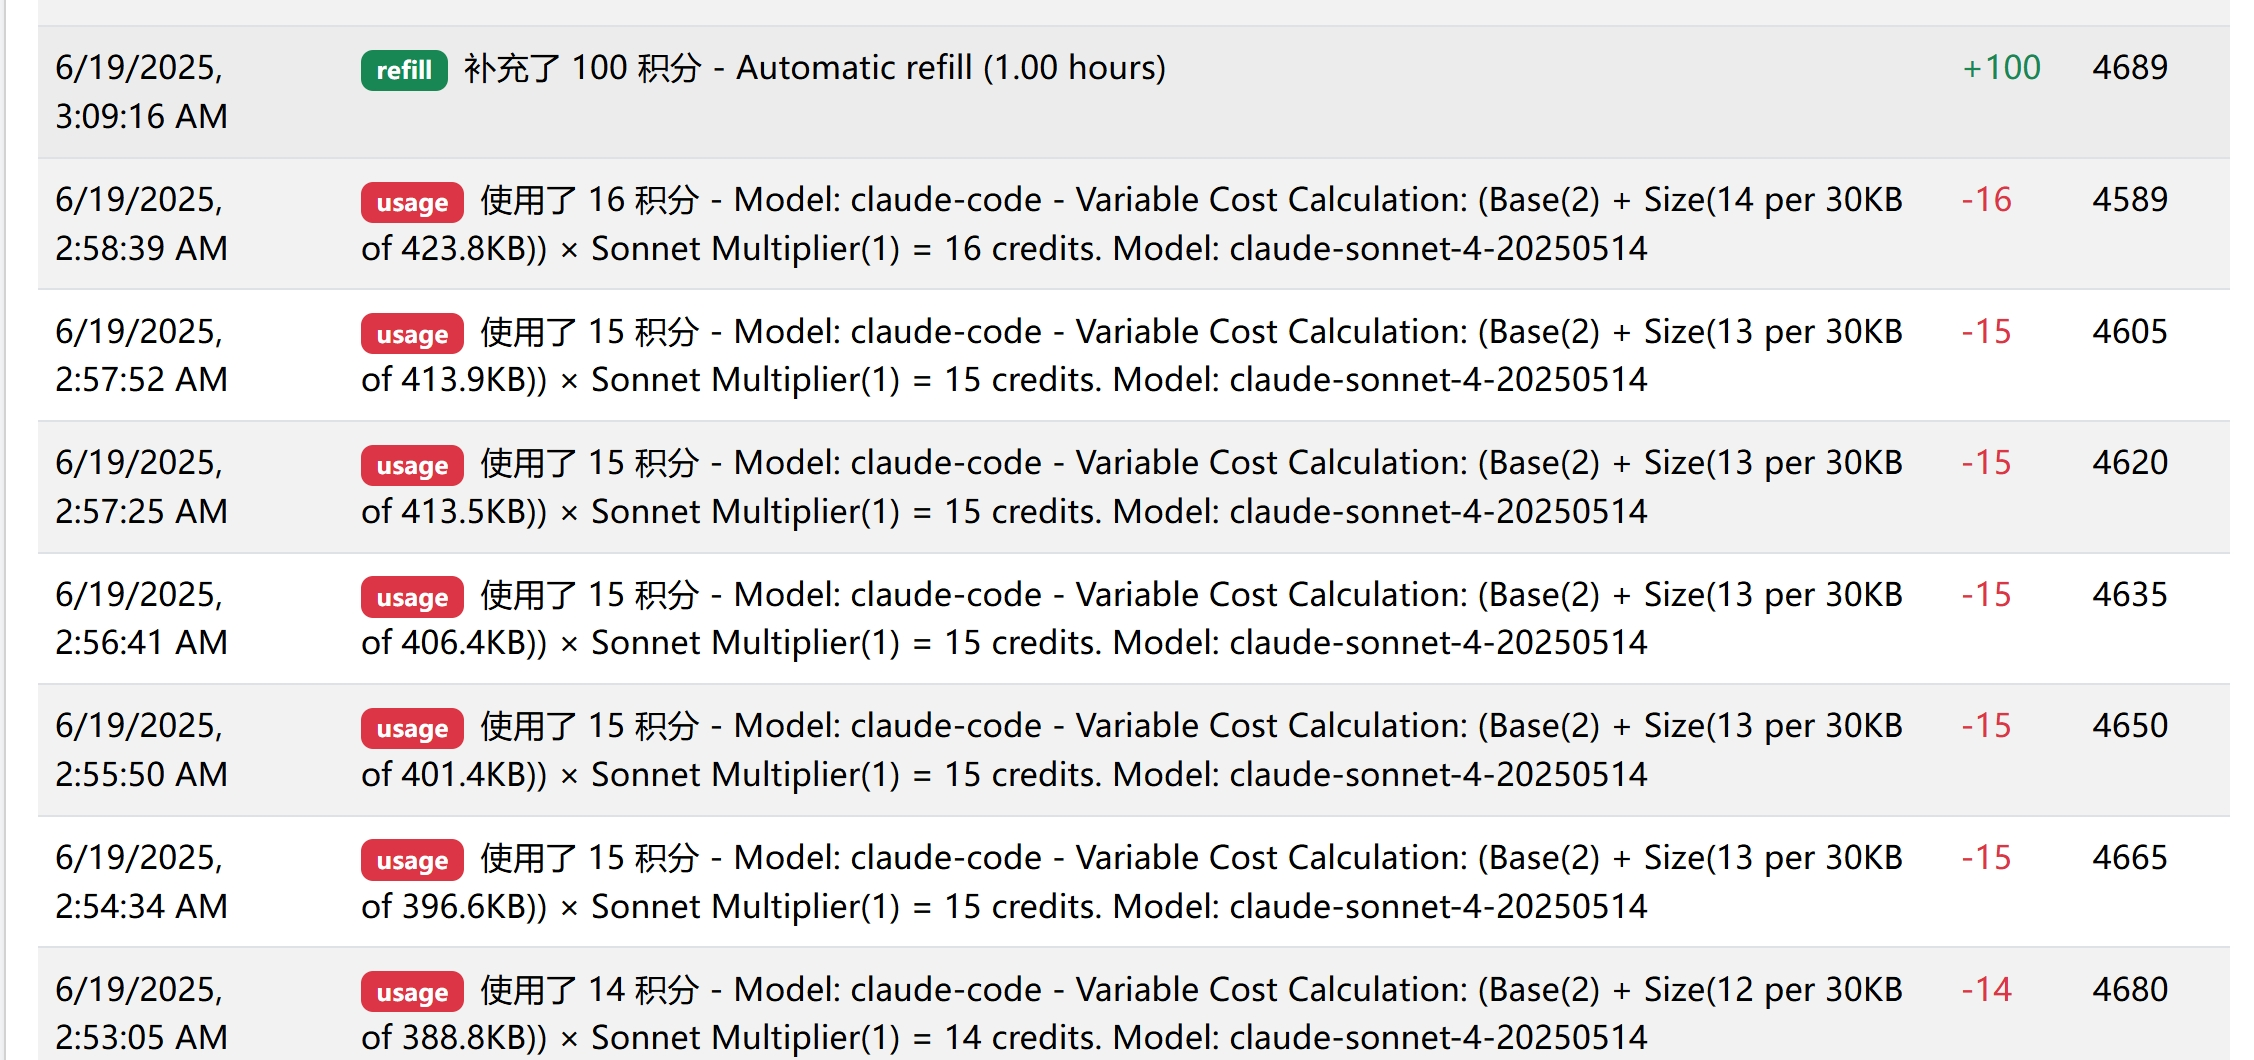 6/19/2025,
3:09:16 AM
refill 补充了 100 积分 - Automatic refill (1.00 hours)
+100
4689
6/19/2025,
2:58:39 AM
usage 使用了 16 积分 - Model: claude-code - Variable Cost Calculation: (Base(2) + Size(14 per 30KB
of 423.8KB)) × Sonnet Multiplier(1) = 16 credits. Model: claude-sonnet-4-20250514
-16
4589
6/19/2025,
2:57:52 AM
usage 使用了 15 积分 - Model: claude-code - Variable Cost Calculation: (Base(2) + Size(13 per 30KB
of 413.9KB)) × Sonnet Multiplier(1) = 15 credits. Model: claude-sonnet-4-20250514
-15
4605
6/19/2025,
2:57:25 AM
usage 使用了 15 积分 - Model: claude-code - Variable Cost Calculation: (Base(2) + Size(13 per 30KB
of 413.5KB)) × Sonnet Multiplier(1) = 15 credits. Model: claude-sonnet-4-20250514
-15
4620
6/19/2025,
2:56:41 AM
usage 使用了 15 积分 - Model: claude-code - Variable Cost Calculation: (Base(2) + Size(13 per 30KB
of 406.4KB)) × Sonnet Multiplier(1) = 15 credits. Model: claude-sonnet-4-20250514
-15
4635
6/19/2025,
2:55:50 AM
usage 使用了 15 积分 - Model: claude-code - Variable Cost Calculation: (Base(2) + Size(13 per 30KB
of 401.4KB)) × Sonnet Multiplier(1) = 15 credits. Model: claude-sonnet-4-20250514
-15
4650
6/19/2025,
2:54:34 AM
usage 使用了 15 积分 - Model: claude-code - Variable Cost Calculation: (Base(2) + Size(13 per 30KB
of 396.6KB)) × Sonnet Multiplier(1) = 15 credits. Model: claude-sonnet-4-20250514
-15
4665
6/19/2025,
2:53:05 AM
usage 使用了 14 积分 - Model: claude-code - Variable Cost Calculation: (Base(2) + Size(12 per 30KB
of 388.8KB)) × Sonnet Multiplier(1) = 14 credits. Model: claude-sonnet-4-20250514
-14
4680